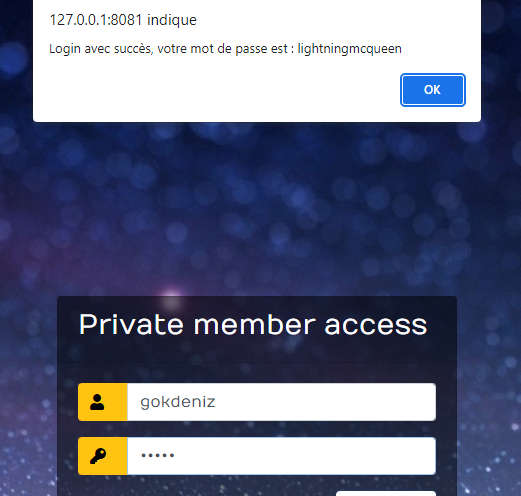 127.0.0.1:8081 indique
Login avec succès, votre mot de passe est : lightningmcqueen
OK
Private member access
gokdeniz
•••••